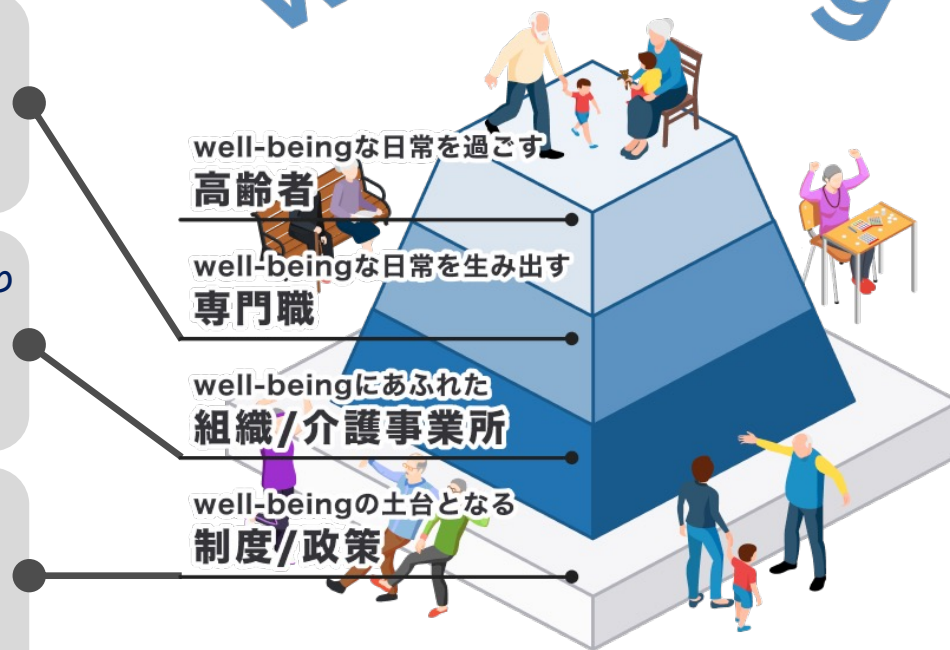 well-beingな日常を過ごす
高齢者
well-beingな日常を生み出す
専門職
well-beingにあふれた
組織/介護事業所
well-beingの土台となる
制度/政策